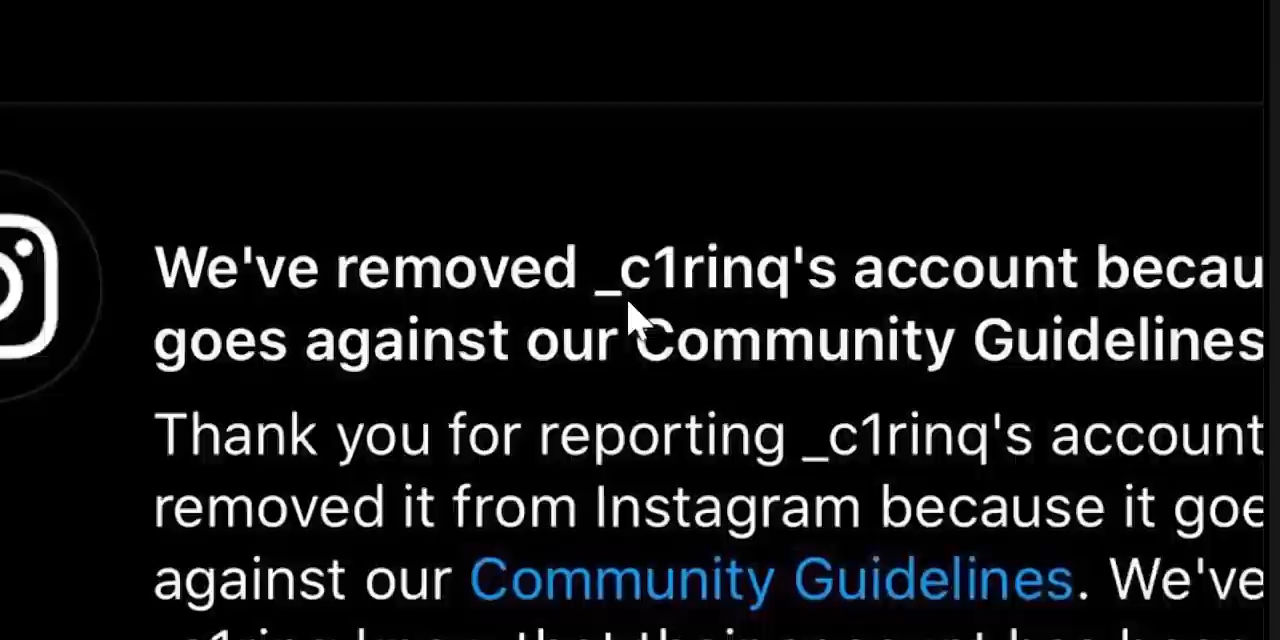 We've removed _c1rinq's account becau
goes against our Community Guidelines
Thank you for reporting _c1rinq's account
removed it from Instagram because it goe
against our Community Guidelines. We've